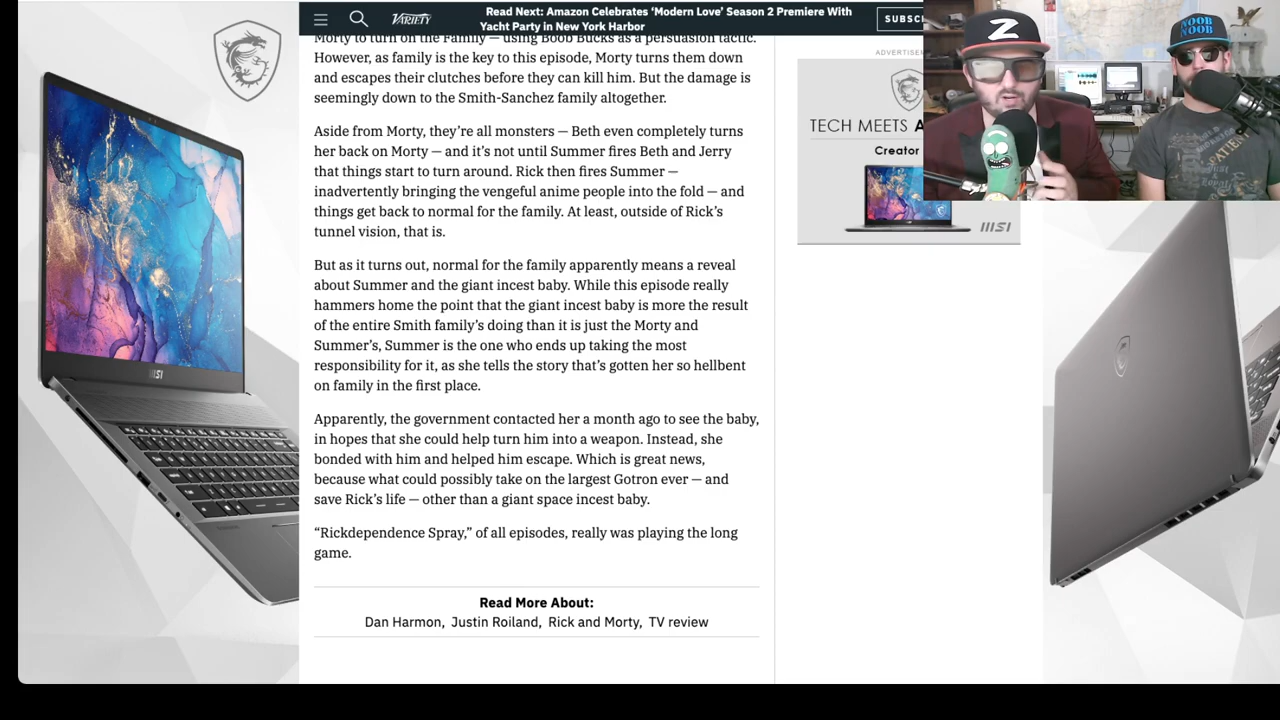 Read Next: Amazon Celebrates ‘Modern Love’ Season 2 Premiere With
Yacht Party in New York Harbor
VARIETY
SUBSCI
Morty to turn on the Family — using Boob Bucks as a persuasion tactic.
However, as family is the key to this episode, Morty turns them down
and escapes their clutches before they can kill him. But the damage is
seemingly down to the Smith-Sanchez family altogether.
Aside from Morty, they’re all monsters — Beth even completely turns
her back on Morty — and it’s not until Summer fires Beth and Jerry
that things start to turn around. Rick then fires Summer —
inadvertently bringing the vengeful anime people into the fold — and
things get back to normal for the family. At least, outside of Rick’s
tunnel vision, that is.
But as it turns out, normal for the family apparently means a reveal
about Summer and the giant incest baby. While this episode really
hammers home the point that the giant incest baby is more the result
of the entire Smith family’s doing than it is just the Morty and
Summer’s, Summer is the one who ends up taking the most
responsibility for it, as she tells the story that’s gotten her so hellbent
on family in the first place.
Apparently, the government contacted her a month ago to see the baby,
in hopes that she could help turn him into a weapon. Instead, she
bonded with him and helped him escape. Which is great news,
because what could possibly take on the largest Gotron ever — and
save Rick’s life — other than a giant space incest baby.
“Rickdependence Spray,” of all episodes, really was playing the long
game.
Read More About:
Dan Harmon, Justin Roiland, Rick and Morty, TV review
ADVERTISEM
TECH MEETS A
Creator
msi
msi
Z
NOOB
NOOB
PATIEN